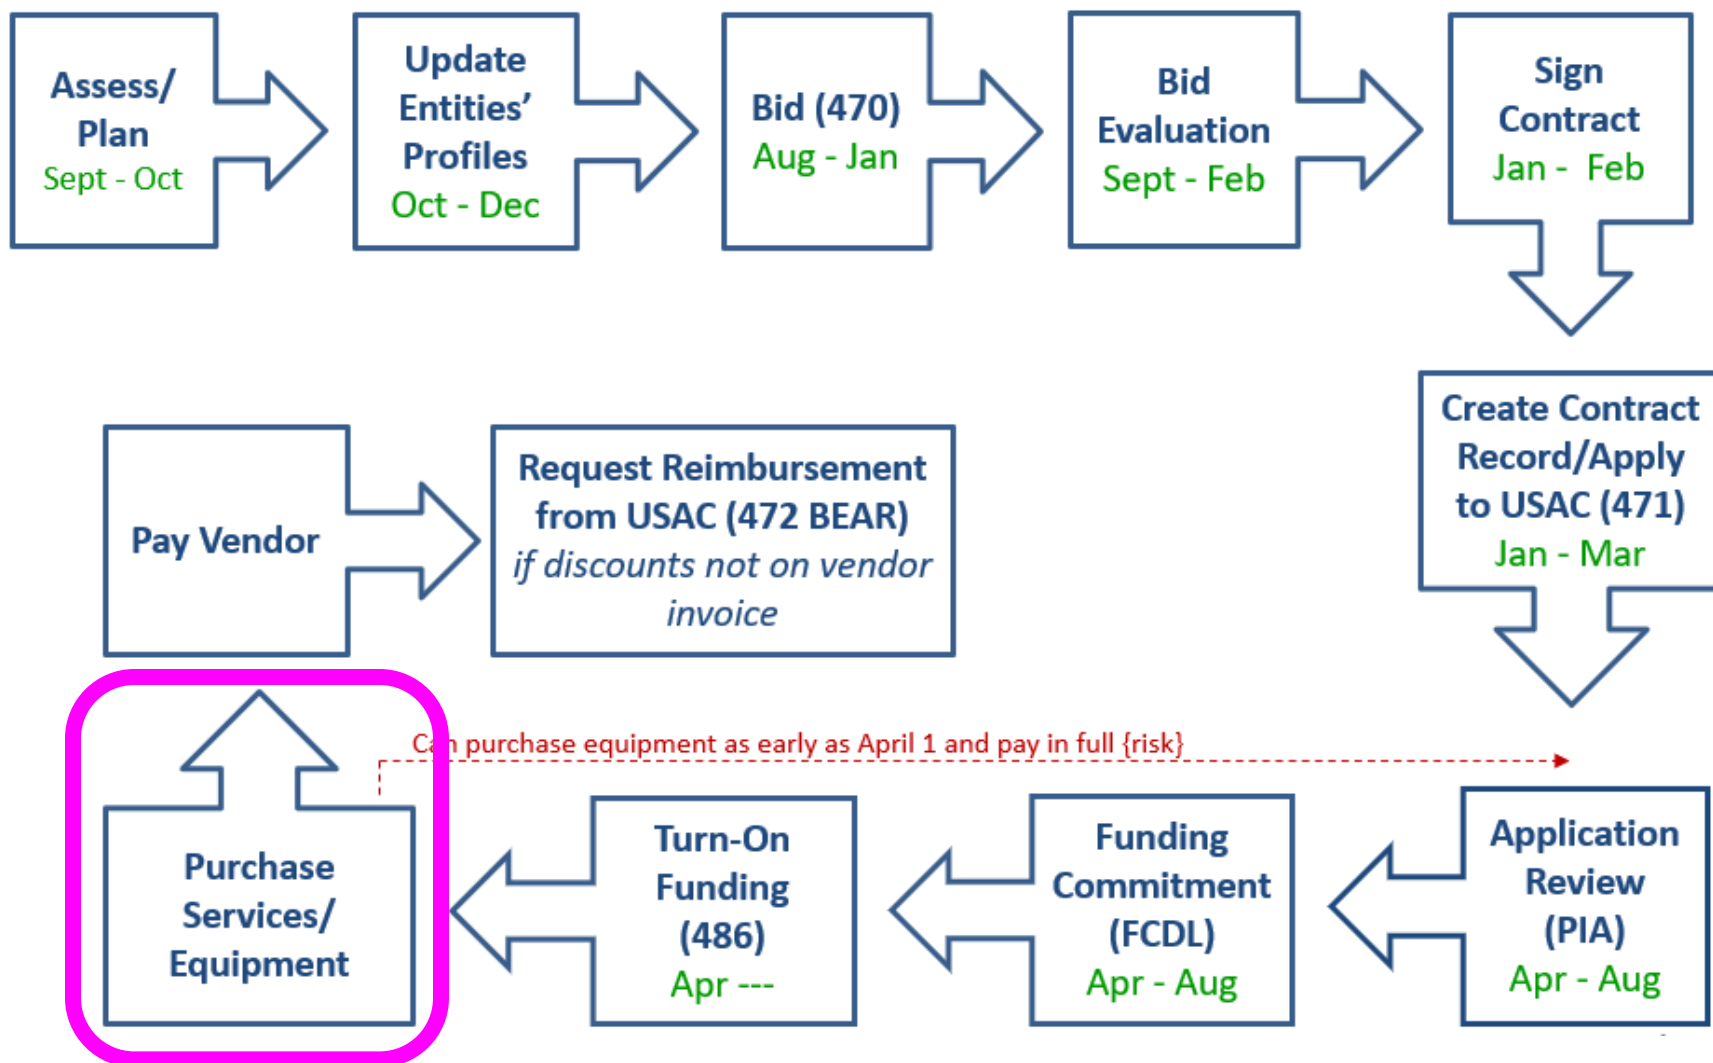 Assess/
Plan
Sept - Oct
Update
Entities’
Profiles
Oct - Dec
Bid (470)
Aug - Jan
Bid
Evaluation
Sept - Feb
Sign
Contract
Jan - Feb
Create Contract
Record/Apply
to USAC (471)
Jan - Mar
Application
Review
(PIA)
Apr - Aug
Funding
Commitment
(FCDL)
Apr - Aug
Turn-On
Funding
(486)
Apr ---
Can purchase equipment as early as April 1 and pay in full {risk}
Purchase
Services/
Equipment
Pay Vendor
Request Reimbursement
from USAC (472 BEAR)
if discounts not on vendor
invoice